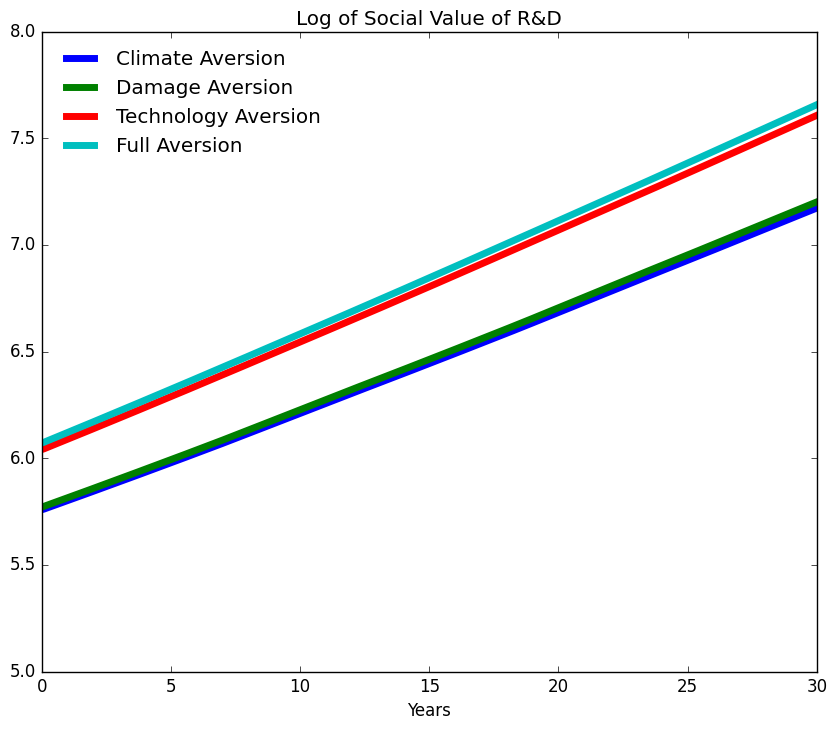 Log of Social Value of R&D
8.0
Climate Aversion
Damage Aversion
Technology Aversion
Full Aversion
7.5
7.0
6.5
6.0
5.5
5.0
0 5 10 15 20 25 30
Years